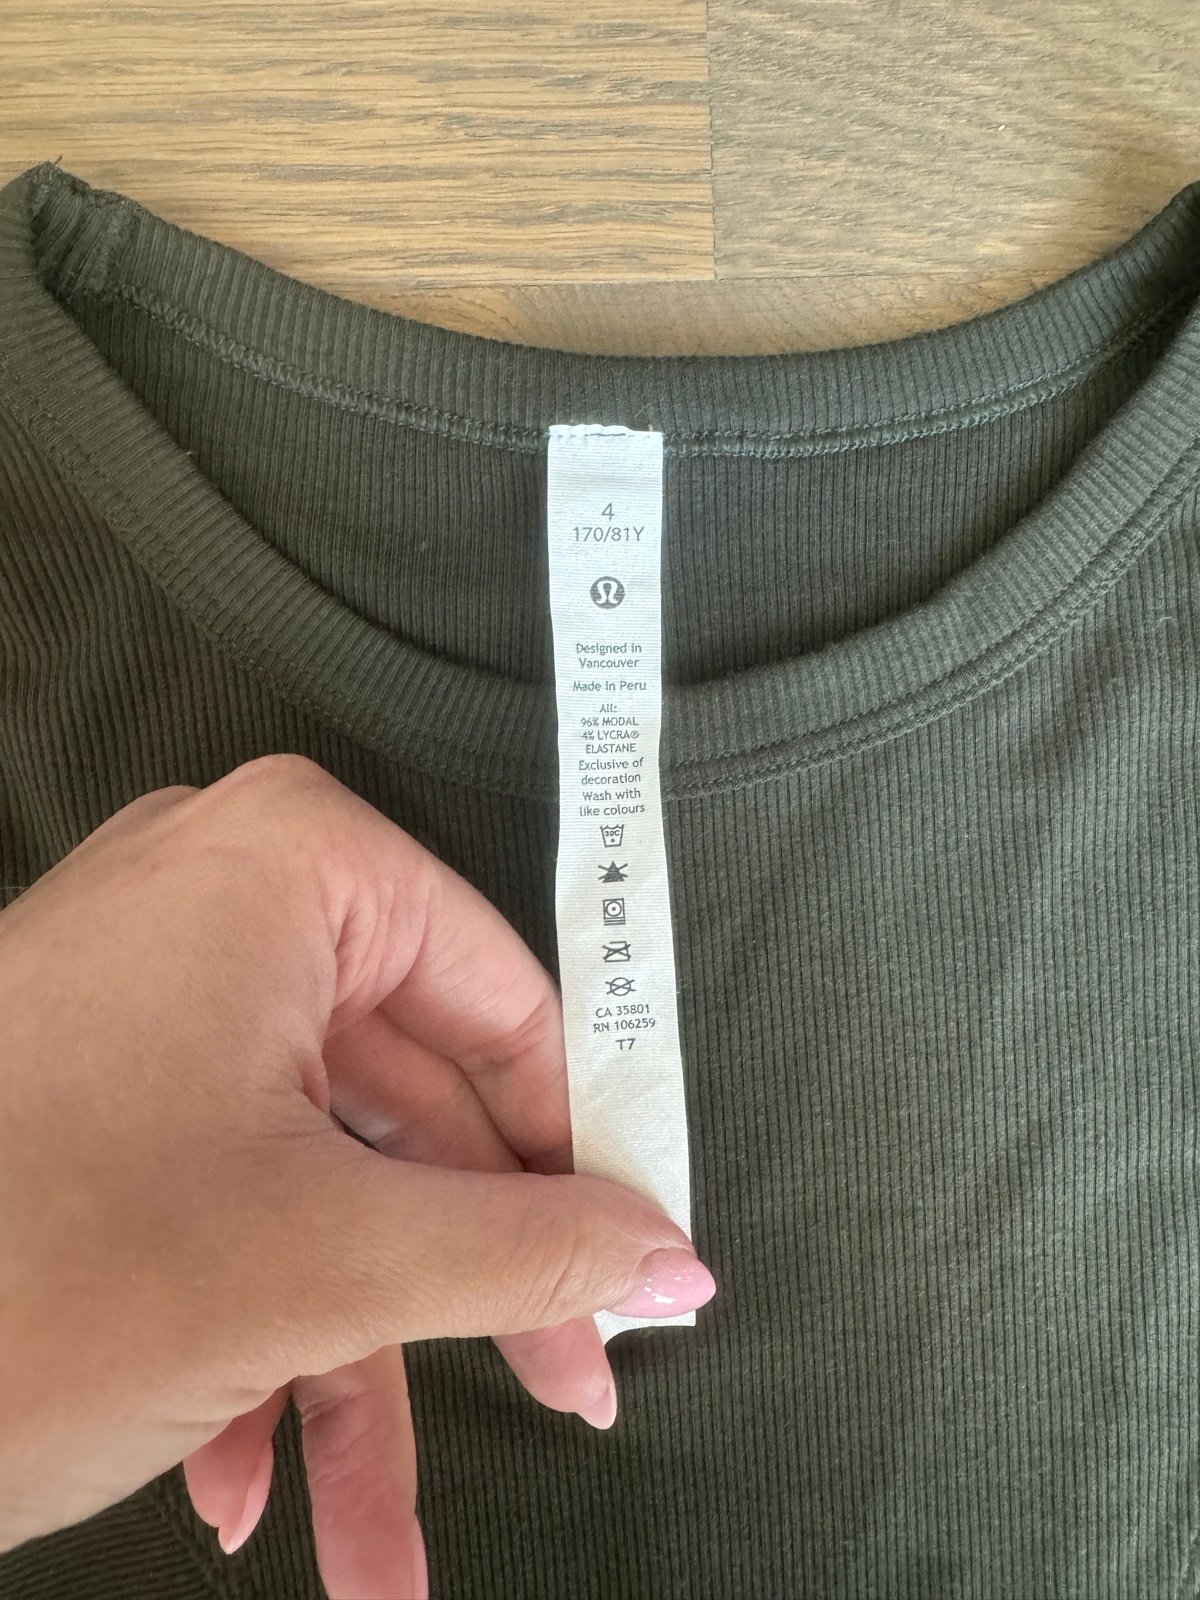 4
170/81Y
Designed in
Vancouver
Made in Peru
All:
96% MODAL
4% LYCRA®
ELASTANE
Exclusive of
decoration
Wash with
like colours
30C
CA 35801
RN 106259
T7